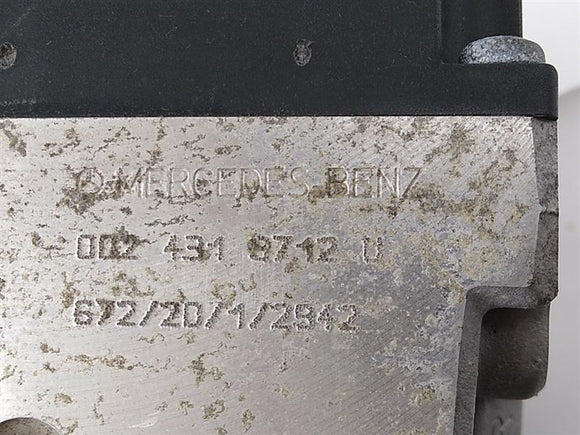 MERCEDES-BENZ
002 431 9712 U
672/20/1/2942